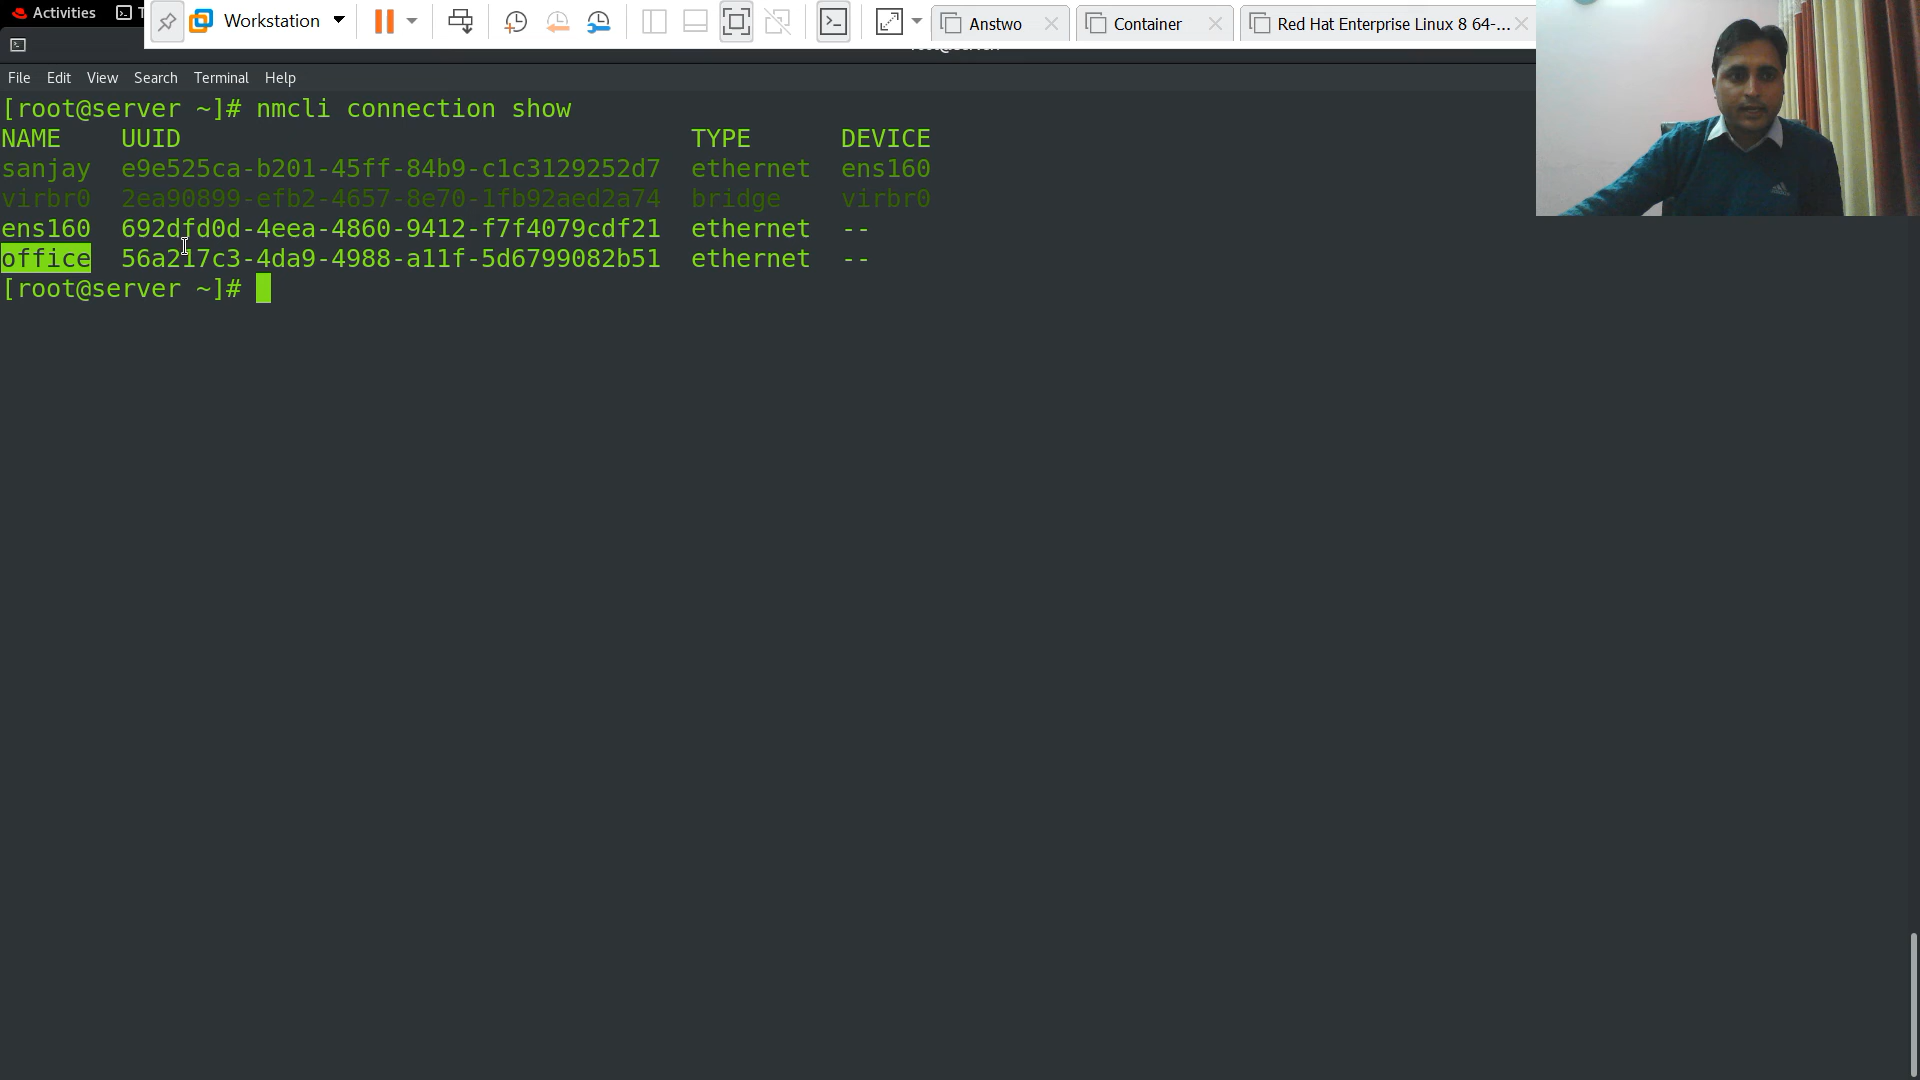 Activities
Workstation
Anstwo
Container
Red Hat Enterprise Linux 8 64-...
File Edit View Search Terminal Help
[root@server ~]# nmcli connection show
NAME UUID TYPE DEVICE
sanjay e9e525ca-b201-45ff-84b9-c1c3129252d7 ethernet ens160
virbr0 2ea90899-efb2-4657-8e70-1fb92aed2a74 bridge virbr0
ens160 692dfd0d-4eea-4860-9412-f7f4079cdf21 ethernet --
office 56a217c3-4da9-4988-a11f-5d6799082b51 ethernet --
[root@server ~]#